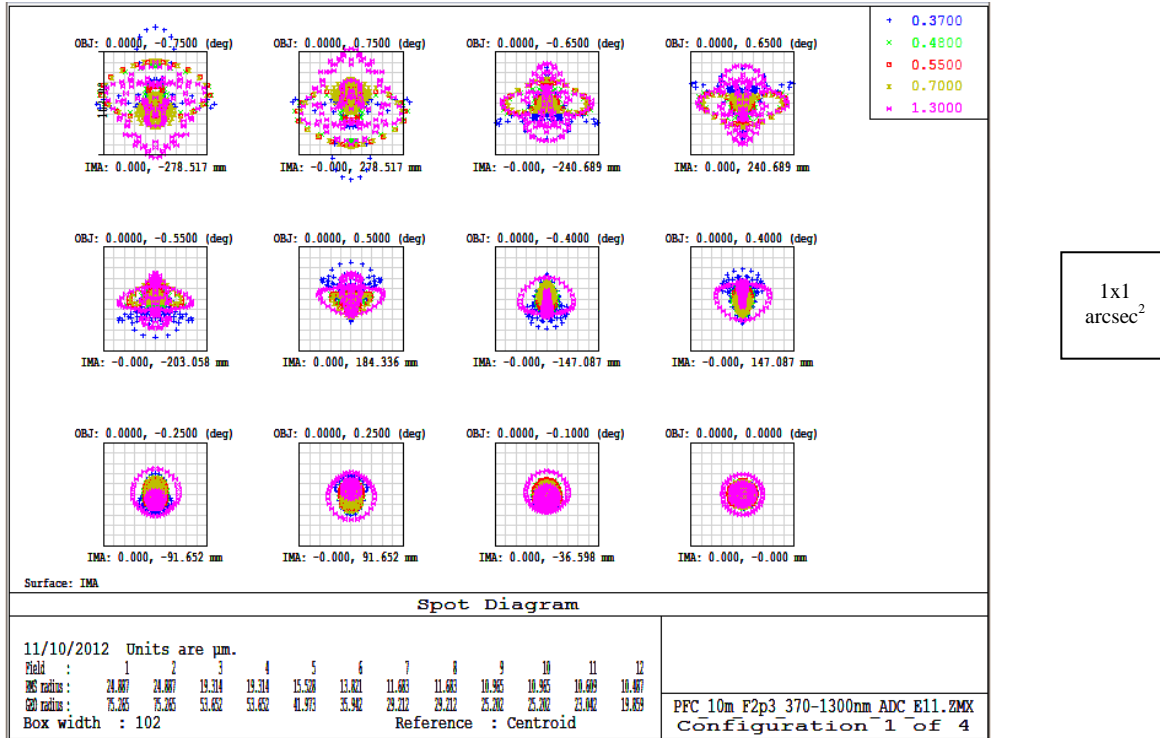 + 0.3700
× 0.4800
0.5500
0.7000
1.3000
OBJ: 0.0000, -0.7500 (deg)
OBJ: 0.0000, 0.7500 (deg)
OBJ: 0.0000, -0.6500 (deg)
OBJ: 0.0000, 0.6500 (deg)
IMA: 0.000, -278.517 mm
IMA: -0.000, 278.517 mm
IMA: -0.000, -240.689 mm
IMA: 0.000, 240.689 mm
OBJ: 0.0000, -0.5500 (deg)
OBJ: 0.0000, 0.5000 (deg)
OBJ: 0.0000, -0.4000 (deg)
OBJ: 0.0000, 0.4000 (deg)
IMA: -0.000, -203.058 mm
IMA: 0.000, 184.336 mm
IMA: -0.000, -147.087 mm
IMA: -0.000, 147.087 mm
OBJ: 0.0000, -0.2500 (deg)
OBJ: 0.0000, 0.2500 (deg)
OBJ: 0.0000, -0.1000 (deg)
OBJ: 0.0000, 0.0000 (deg)
IMA: 0.000, -91.652 mm
IMA: -0.000, 91.652 mm
IMA: 0.000, -36.598 mm
IMA: 0.000, -0.000 mm
1x1
arcsec²
Surface: IMA
Spot Diagram
11/10/2012 Units are µm.
Field : 1 2 3 4 5 6 7 8 9 10 11 12
RMS radius : 24.887 24.887 19.314 19.314 15.528 13.821 11.683 11.683 10.965 10.965 10.609 10.487
GEO radius : 75.265 75.265 53.652 53.652 41.973 35.942 29.212 29.212 25.202 25.202 23.042 19.859
Box width : 102 Reference : Centroid
PFC_10m_F2p3_370-1300nm_ADC_E11.ZMX
Configuration 1 of 4